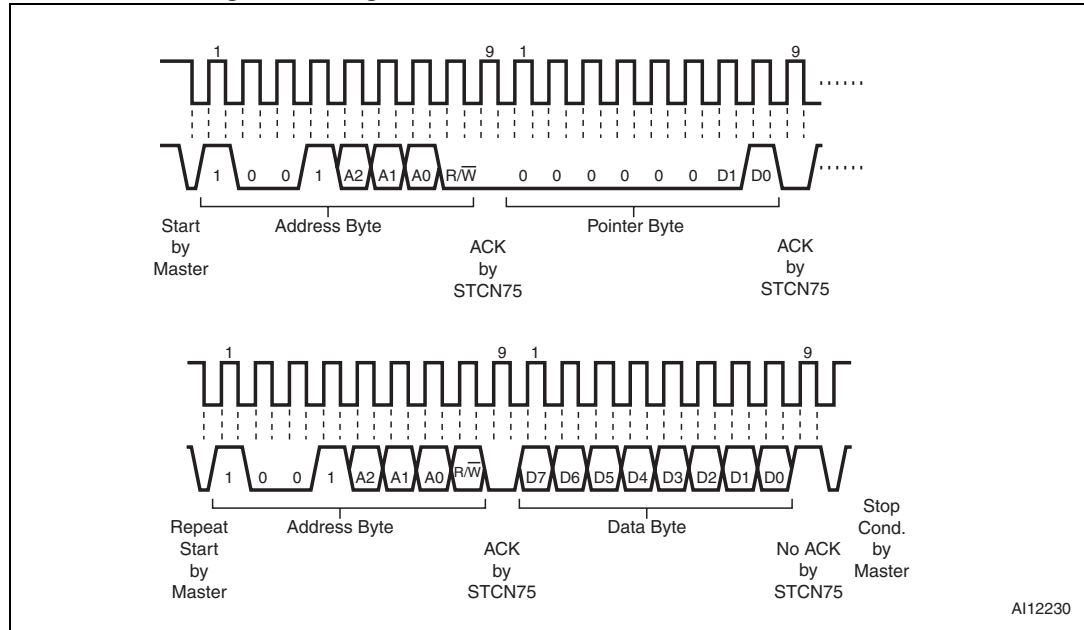 1 9 1 9
1 0 0 1 A2 A1 A0 R/W 0 0 0 0 0 0 D1 D0
Start by Master
Address Byte
ACK by STCN75
Pointer Byte
ACK by STCN75
1 9 1 9
1 0 0 1 A2 A1 A0 R/W D7 D6 D5 D4 D3 D2 D1 D0
Repeat Start by Master
Address Byte
ACK by STCN75
Data Byte
No ACK by STCN75
Stop Cond. by Master
AI12230